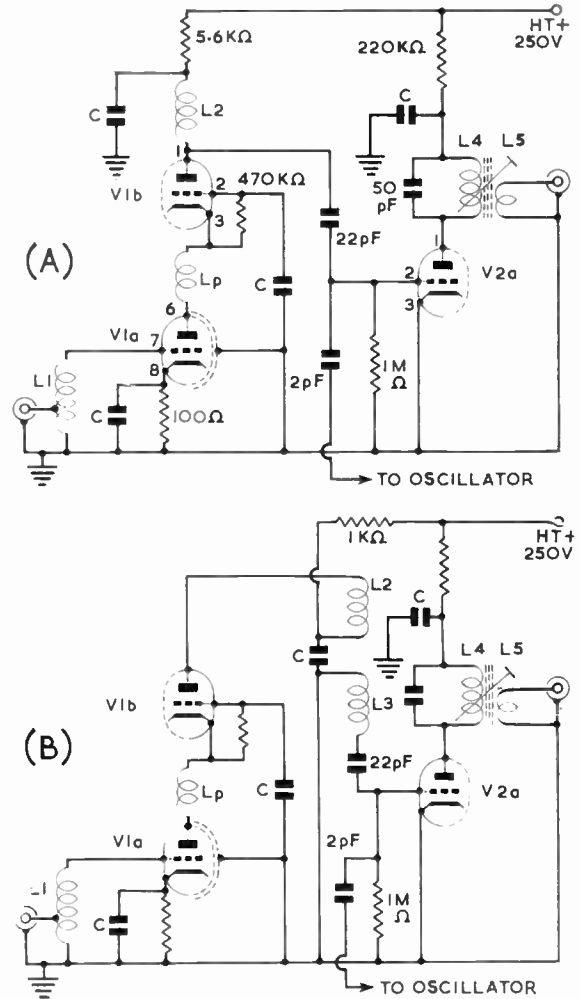 HT+
250V
5.6KΩ
220KΩ
C
L2
C
L4 L5
1
V1b
2
470KΩ
3
50
pF
(A)
22pF
1
2
V2a
3
Lp
C
6
V1a
7
8
L1
C
100Ω
2pF
1M
Ω
TO OSCILLATOR
1KΩ
HT+
250V
L2
C
C
L4 L5
V1b
L3
(B)
22pF
V2a
Lp
C
V1a
2pF
L1
C
1M
Ω
TO OSCILLATOR